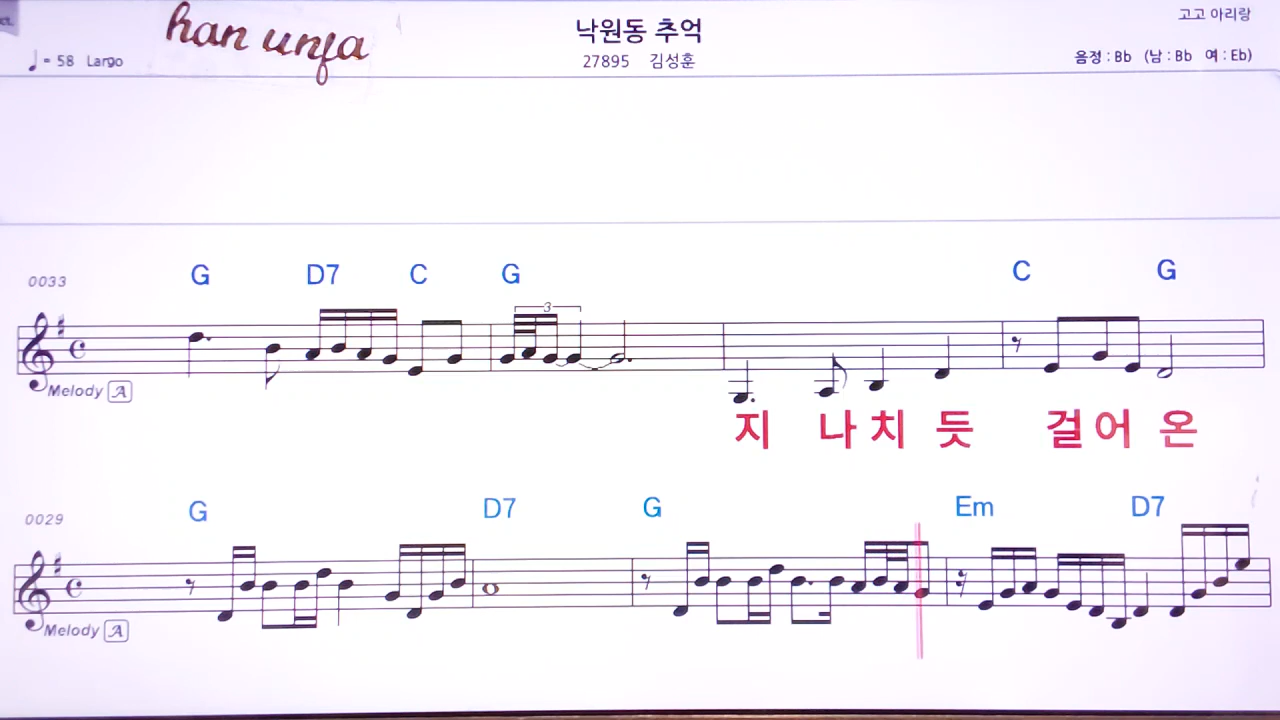 han unja
낙원동 추억
고고 아리랑
♩ = 58 Largo
27895 김성훈
음정 : Bb (남 : Bb 여 : Eb)
0033 G D7 C G C G
3
Melody A
지 나 치 듯 걸 어 온
0029 G D7 G Em D7
Melody A